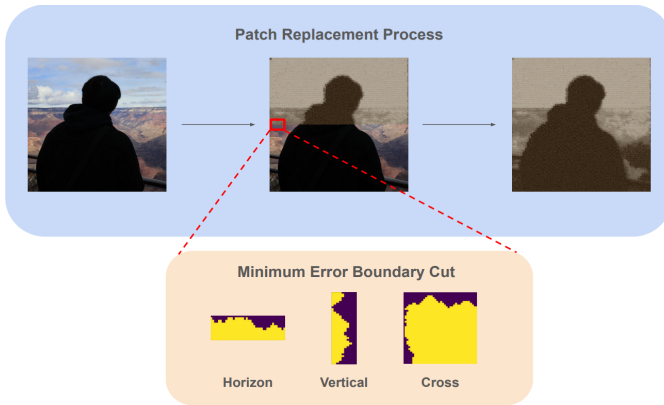 Patch Replacement Process
Minimum Error Boundary Cut
Horizon Vertical Cross